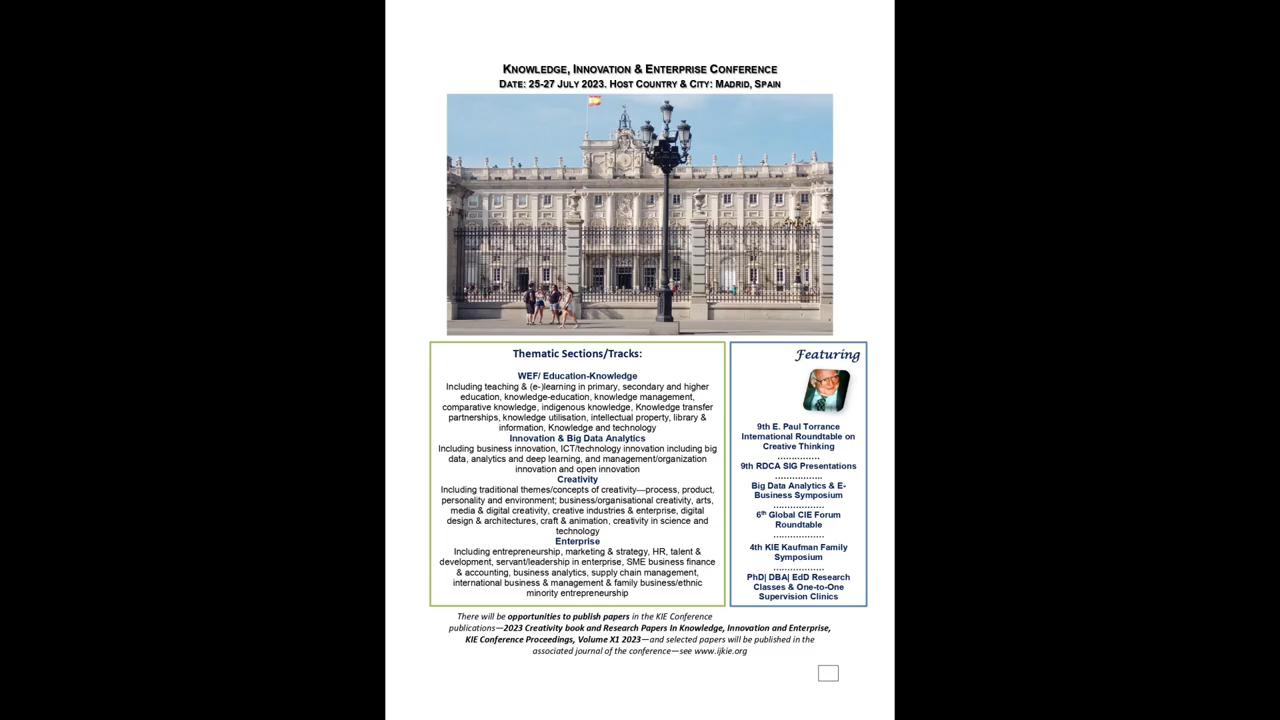 KNOWLEDGE, INNOVATION & ENTERPRISE CONFERENCE
DATE: 25-27 JULY 2023. HOST COUNTRY & CITY: MADRID, SPAIN
Thematic Sections/Tracks:
WEF/ Education-Knowledge
Including teaching & (e-)learning in primary, secondary and higher
education, knowledge-education, knowledge management,
comparative knowledge, indigenous knowledge, Knowledge transfer
partnerships, knowledge utilisation, intellectual property, library &
information, Knowledge and technology
Innovation & Big Data Analytics
Including business innovation, ICT/technology innovation including big
data, analytics and deep learning, and management/organization
innovation and open innovation
Creativity
Including traditional themes/concepts of creativity—process, product,
personality and environment; business/organisational creativity, arts,
media & digital creativity, creative industries & enterprise, digital
design & architectures, craft & animation, creativity in science and
technology
Enterprise
Including entrepreneurship, marketing & strategy, HR, talent &
development, servant/leadership in enterprise, SME business finance
& accounting, business analytics, supply chain management,
international business & management & family business/ethnic
minority entrepreneurship
Featuring
9th E. Paul Torrance
International Roundtable on
Creative Thinking
……………
9th RDCA SIG Presentations
……………..
Big Data Analytics & E-
Business Symposium
………………
6th Global CIE Forum
Roundtable
………………
4th KIE Kaufman Family
Symposium
………………
PhD| DBA| EdD Research
Classes & One-to-One
Supervision Clinics
There will be opportunities to publish papers in the KIE Conference
publications—2023 Creativity book and Research Papers In Knowledge, Innovation and Enterprise,
KIE Conference Proceedings, Volume X1 2023—and selected papers will be published in the
associated journal of the conference—see www.ijkie.org